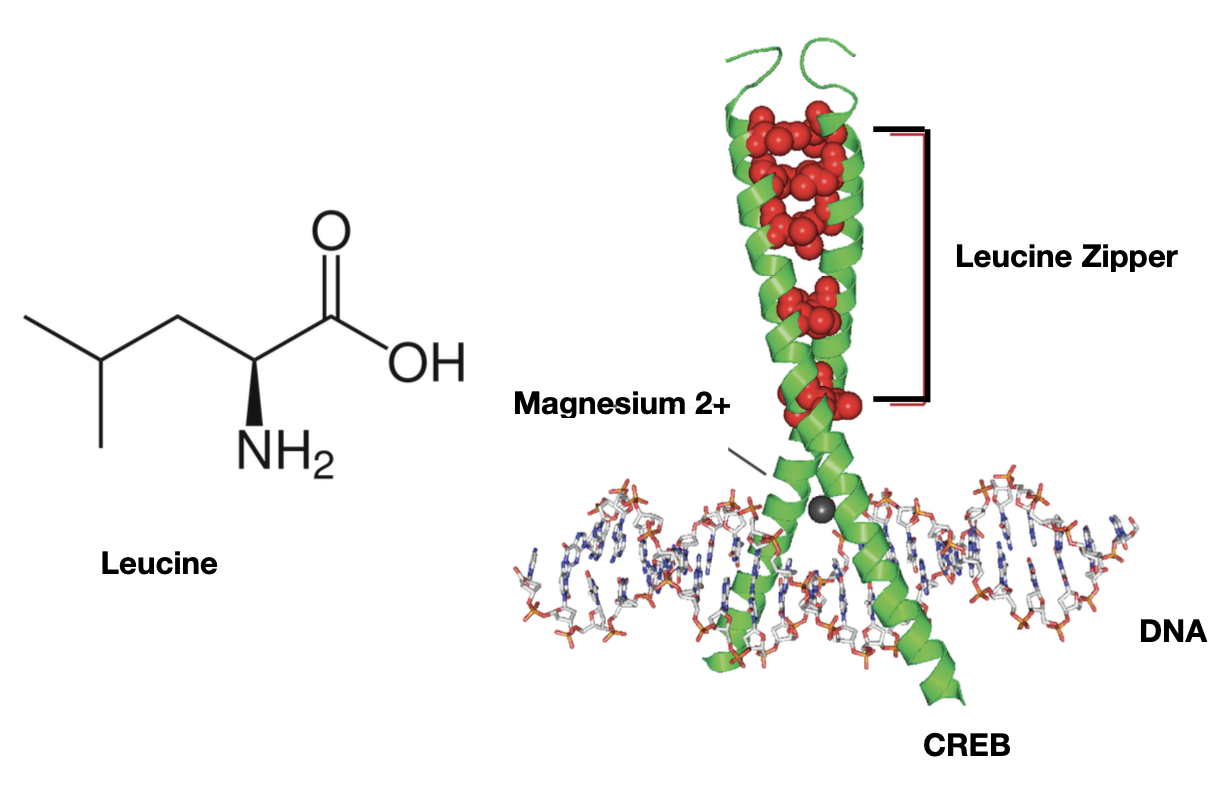 O
OH
NH2
Leucine
Leucine Zipper
Magnesium 2+
DNA
CREB